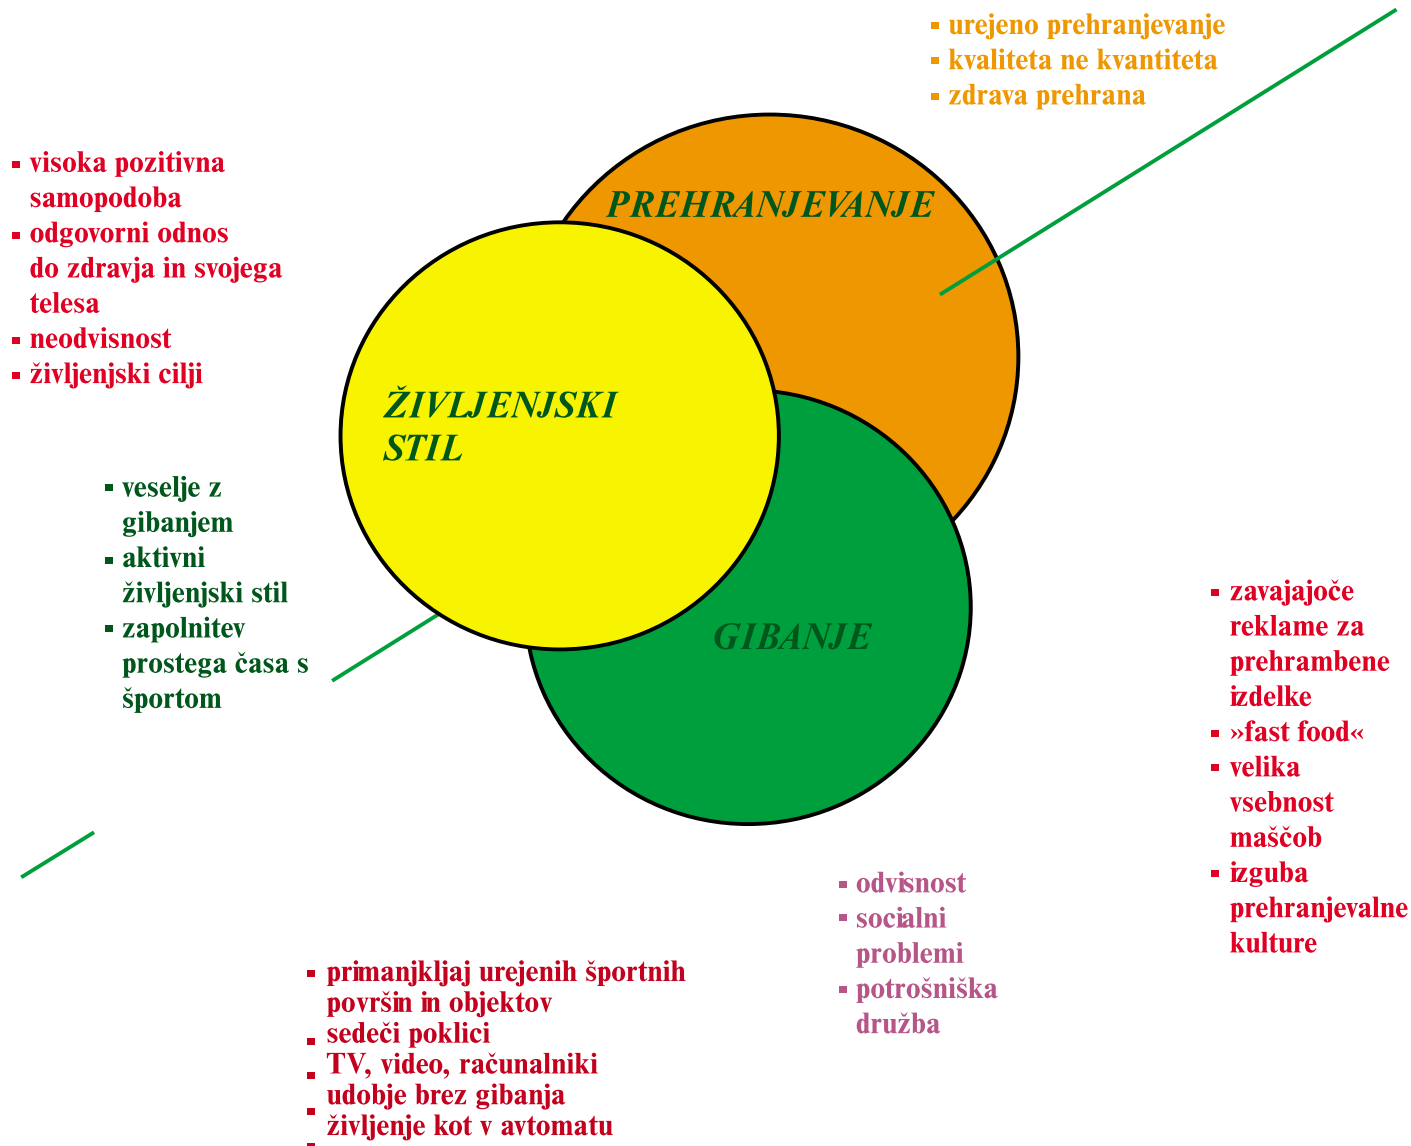 urejeno prehranjevanje
kvaliteta ne kvantiteta
zdrava prehrana
visoka pozitivna
samopodoba
odgovorni odnos
do zdravja in svojega
telesa
neodvisnost
življenjski cilji
PREHRANJEVANJE
ŽIVLJENJSKI
STIL
veselje z
gibanjem
aktivni
življenjski stil
zapolnitev
prostega časa s
športom
GIBANJE
zavajajoče
reklame za
prehrambene
izdelke
»fast food«
velika
vsebnost
maščob
izguba
prehranjevalne
kulture
odvisnost
socialni
problemi
potrošniška
družba
primanjkljaj urejenih športnih
površin in objektov
sedeči poklici
TV, video, računalniki
udobje brez gibanja
življenje kot v avtomatu